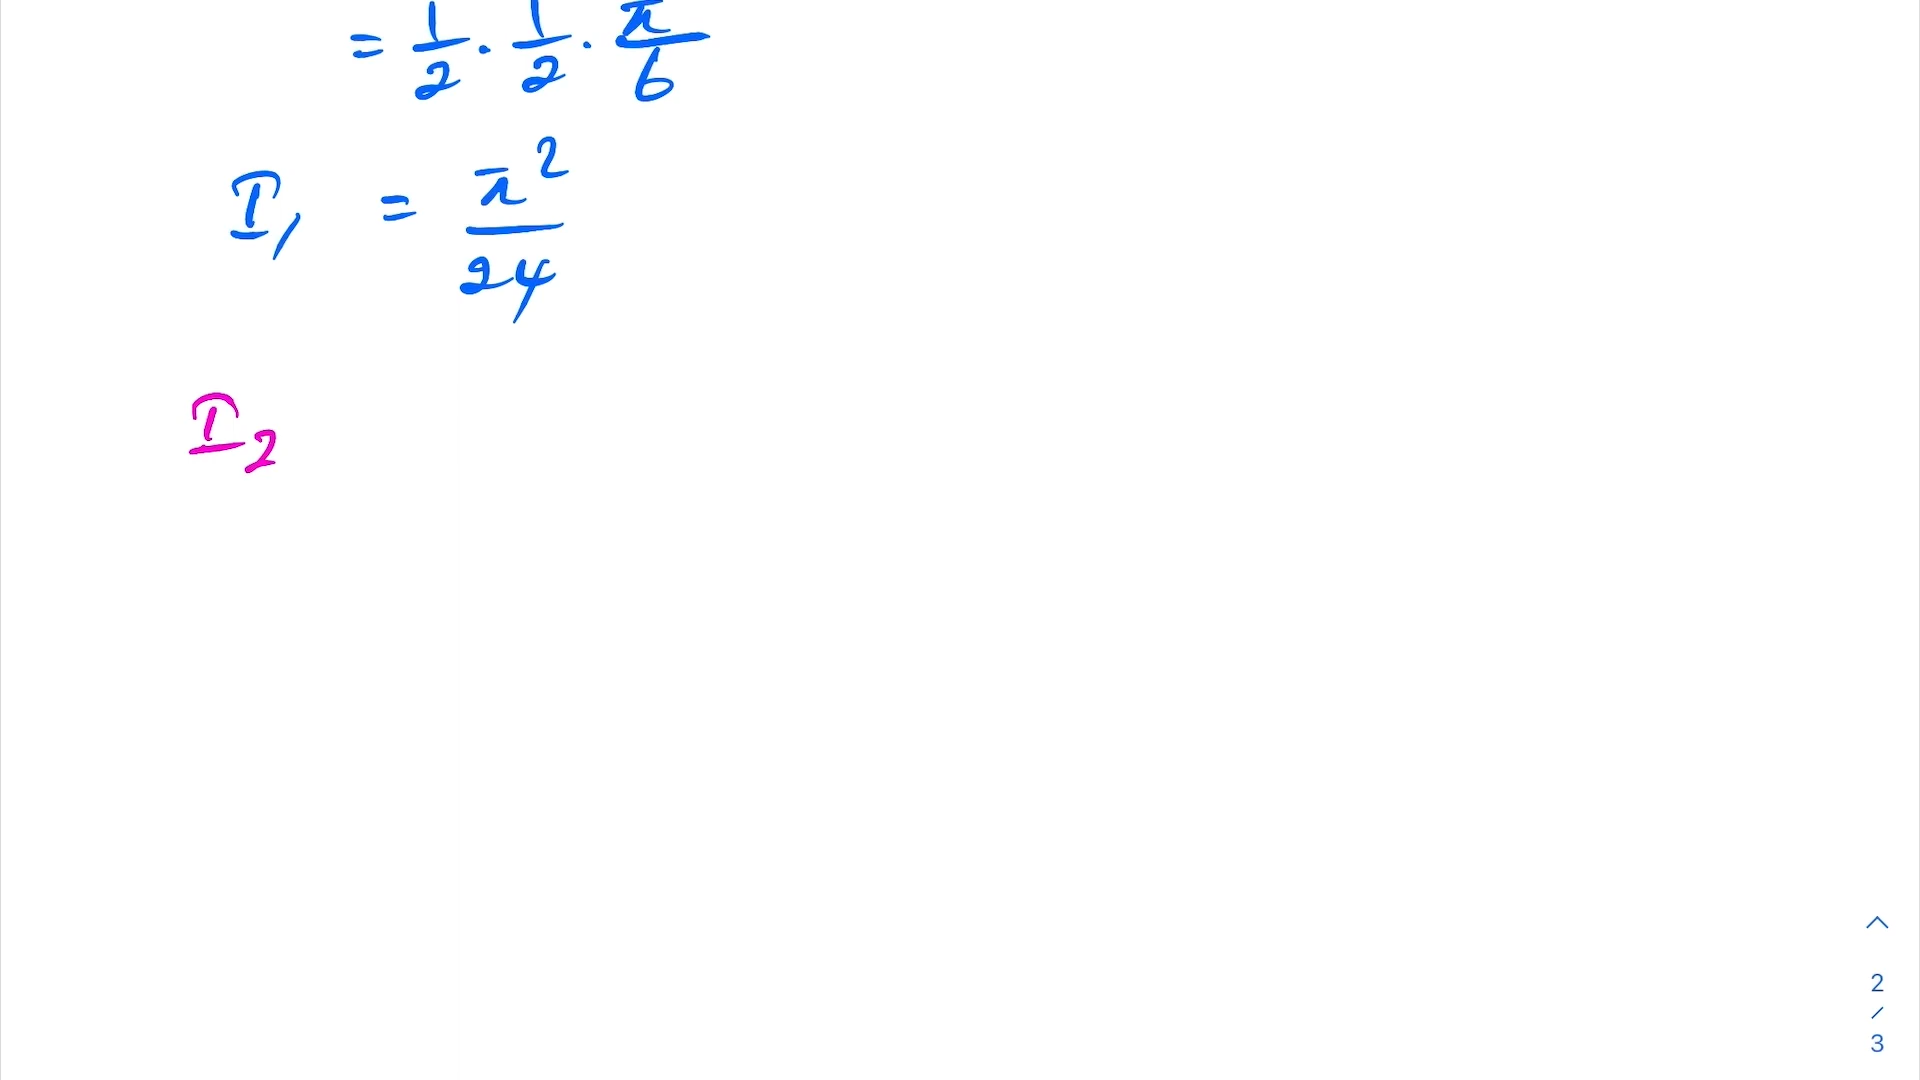 = 1/2 · 1/2 · π/6
I₁ = π²/24
I₂
2
/
3